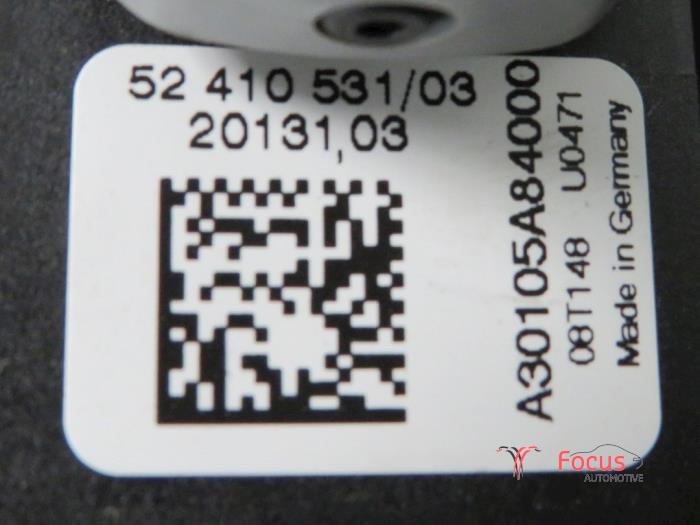 52 410 531/03
20131,03
A30105A84000
08T148 U0471
Made in Germany
Focus
AUTOMOTIVE